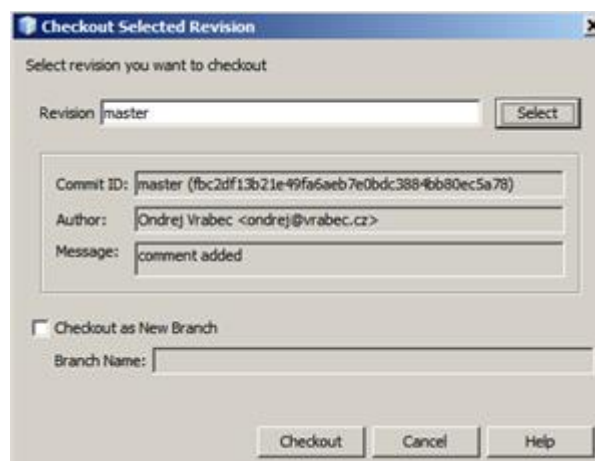 Checkout Selected Revision
Select revision you want to checkout
Revision master Select
Commit ID: master (fbc2df13b21e49fa6aeb7e0bdc3884bb80ec5a78)
Author: Ondrej Vrabec <ondrej@vrabec.cz>
Message: comment added
Checkout as New Branch
Branch Name:
Checkout Cancel Help